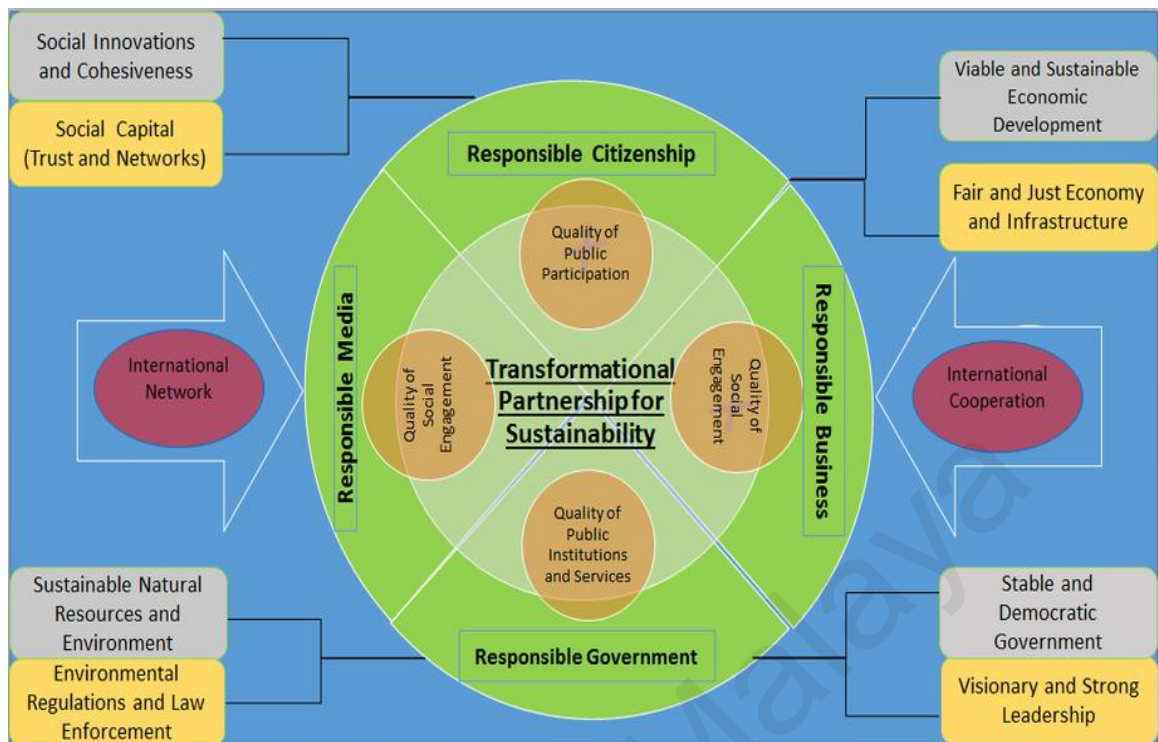 Social Innovations
and Cohesiveness
Social Capital
(Trust and Networks)
Viable and Sustainable
Economic
Development
Fair and Just Economy
and Infrastructure
Responsible Citizenship
Quality of
Public
Participation
Responsible Media
Quality of
Social
Engagement
Transformational
Partnership for
Sustainability
Quality of
Social
Engagement
Responsible Business
International
Network
International
Cooperation
Quality of
Public
Institutions
and Services
Responsible Government
Sustainable Natural
Resources and
Environment
Environmental
Regulations and Law
Enforcement
Stable and
Democratic
Government
Visionary and Strong
Leadership
Malaya